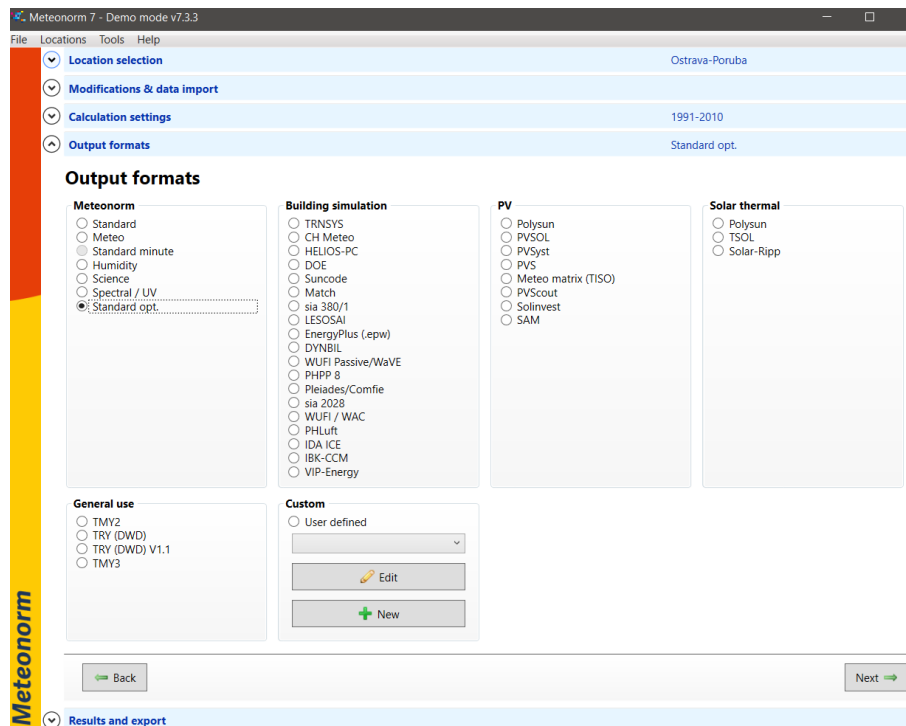 Meteonorm 7 - Demo mode v7.3.3
File Locations Tools Help
Location selection Ostrava-Poruba
Modifications & data import
Calculation settings 1991-2010
Output formats Standard opt.
Output formats
Meteonorm
Standard
Meteo
Standard minute
Humidity
Science
Spectral / UV
Standard opt.
Building simulation
TRNSYS
CH Meteo
HELIOS-PC
DOE
Suncode
Match
sia 380/1
LESOSAI
EnergyPlus (.epw)
DYNBIL
WUFI Passive/WaVE
PHPP 8
Pleiades/Comfie
sia 2028
WUFI / WAC
PHLuft
IDA ICE
IBK-CCM
VIP-Energy
PV
Polysun
PVSOL
PVSyst
PVS
Meteo matrix (TISO)
PVScout
Solinvest
SAM
Solar thermal
Polysun
TSOL
Solar-Ripp
General use
TMY2
TRY (DWD)
TRY (DWD) V1.1
TMY3
Custom
User defined
Edit
New
Back
Next
Results and export
Meteonorm